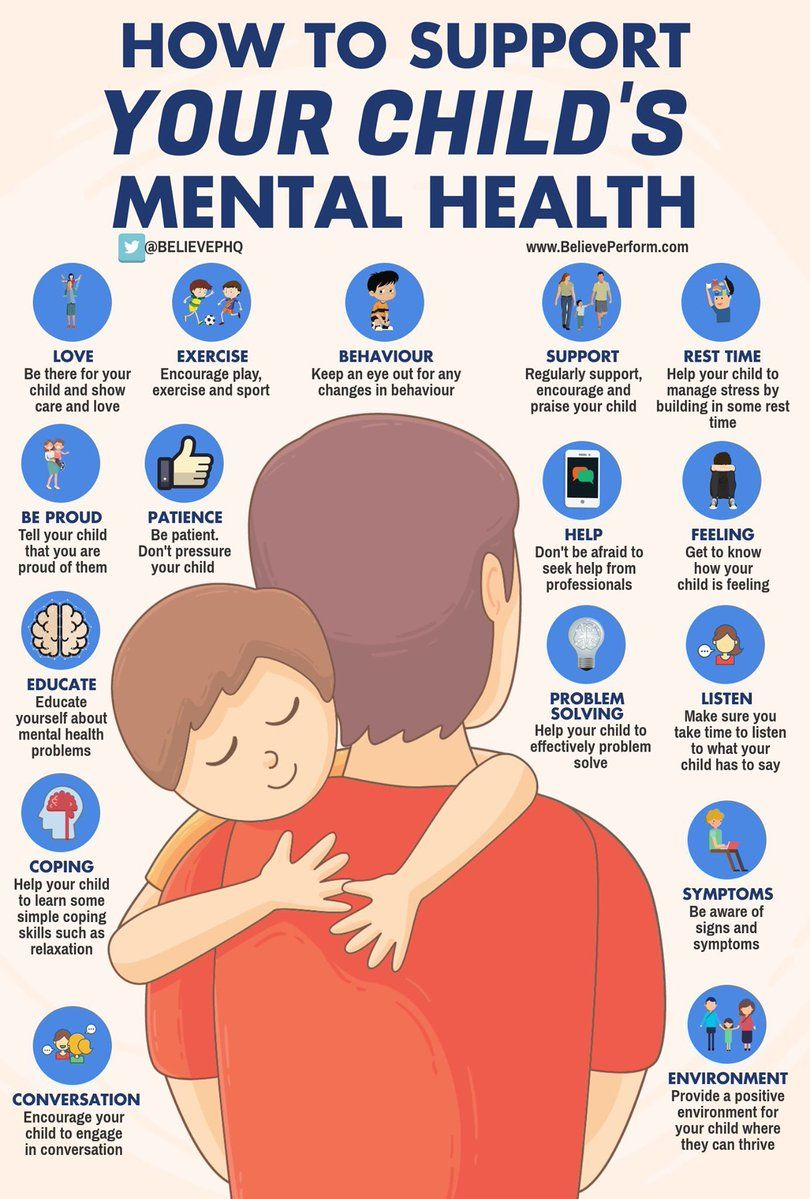 HOW TO SUPPORT
YOUR CHILD'S
MENTAL HEALTH
@BELIEVEPHQ
www.BelievePerform.com
LOVE
Be there for your
child and show
care and love
EXERCISE
Encourage play,
exercise and sport
BEHAVIOUR
Keep an eye out for any
changes in behaviour
SUPPORT
Regularly support,
encourage and
praise your child
REST TIME
Help your child to
manage stress by
building in some rest
time
BE PROUD
Tell your child
that you are
proud of them
PATIENCE
Be patient.
Don't pressure
your child
HELP
Don't be afraid to
seek help from
professionals
FEELING
Get to know
how your
child is feeling
EDUCATE
Educate
yourself about
mental health
problems
PROBLEM
SOLVING
Help your child to
effectively problem
solve
LISTEN
Make sure you
take time to listen
to what your
child has to say
COPING
Help your child
to learn some
simple coping
skills such as
relaxation
SYMPTOMS
Be aware of
signs and
symptoms
CONVERSATION
Encourage your
child to engage
in conversation
ENVIRONMENT
Provide a positive
environment for
your child where
they can thrive